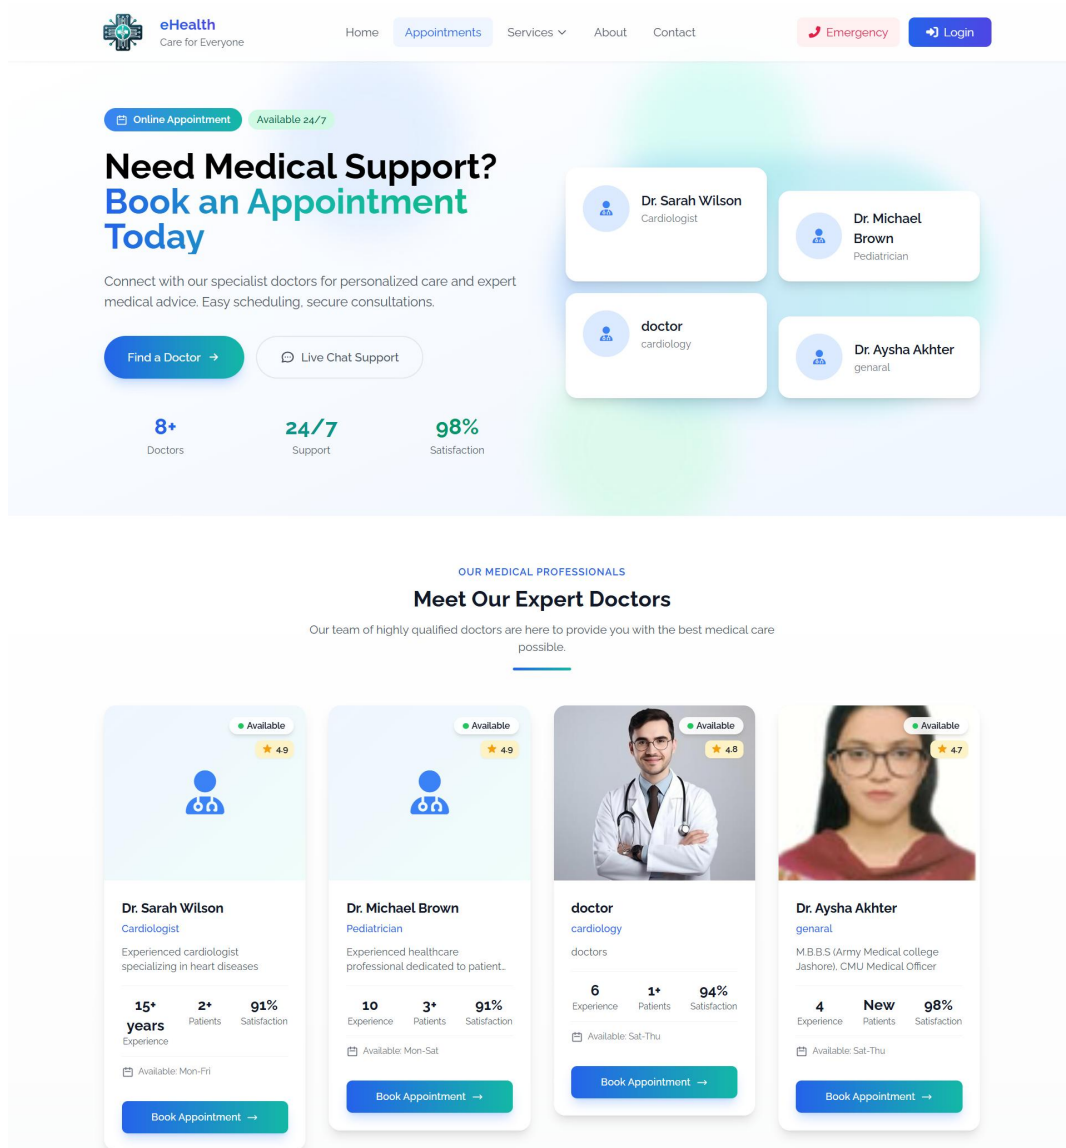 eHealth
Care for Everyone
Home
Appointments
Services
About
Contact
Emergency
Login
Online Appointment
Available 24/7
Need Medical Support?
Book an Appointment
Today
Connect with our specialist doctors for personalized care and expert
medical advice. Easy scheduling, secure consultations.
Find a Doctor →
Live Chat Support
8+
Doctors
24/7
Support
98%
Satisfaction
Dr. Sarah Wilson
Cardiologist
Dr. Michael
Brown
Pediatrician
doctor
cardiology
Dr. Aysha Akhter
genaral
OUR MEDICAL PROFESSIONALS
Meet Our Expert Doctors
Our team of highly qualified doctors are here to provide you with the best medical care
possible.
Available
4.9
Dr. Sarah Wilson
Cardiologist
Experienced cardiologist
specializing in heart diseases
15+
years
Experience
2+
Patients
91%
Satisfaction
Available: Mon-Fri
Book Appointment →
Available
4.9
Dr. Michael Brown
Pediatrician
Experienced healthcare
professional dedicated to patient...
10
Experience
3+
Patients
91%
Satisfaction
Available: Mon-Sat
Book Appointment →
Available
4.8
doctor
cardiology
doctors
6
Experience
1+
Patients
94%
Satisfaction
Available: Sat-Thu
Book Appointment →
Available
4.7
Dr. Aysha Akhter
genaral
M.B.B.S (Army Medical college
Jashore), CMU Medical Officer
4
Experience
New
Patients
98%
Satisfaction
Available: Sat-Thu
Book Appointment →